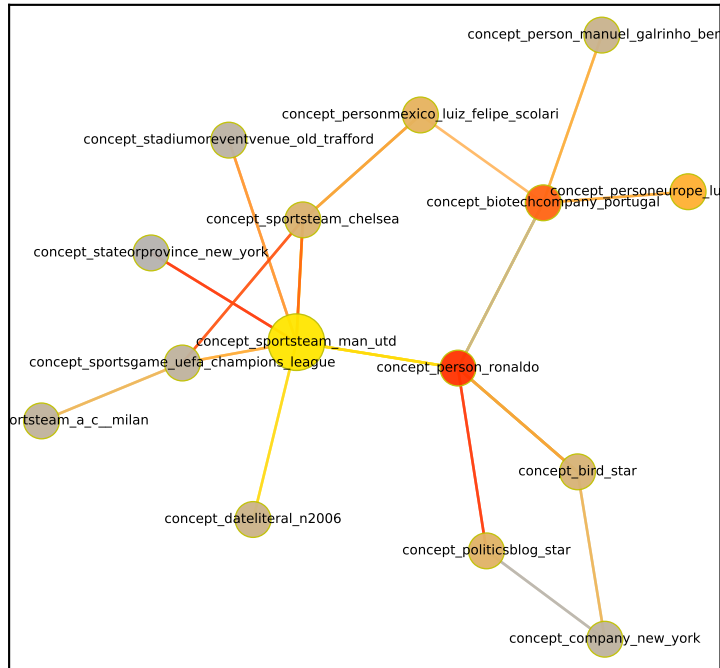 concept_person_manuel_galrinho_ber
concept_personmexico_luiz_felipe_scolari
concept_stadiumoreventvenue_old_trafford
concept_personeurope_lu
concept_biotechcompany_portugal
concept_sportsteam_chelsea
concept_stateorprovince_new_york
concept_sportsteam_man_utd
concept_sportsgame_uefa_champions_league
concept_person_ronaldo
ortsteam_a_c__milan
concept_bird_star
concept_dateliteral_n2006
concept_politicsblog_star
concept_company_new_york